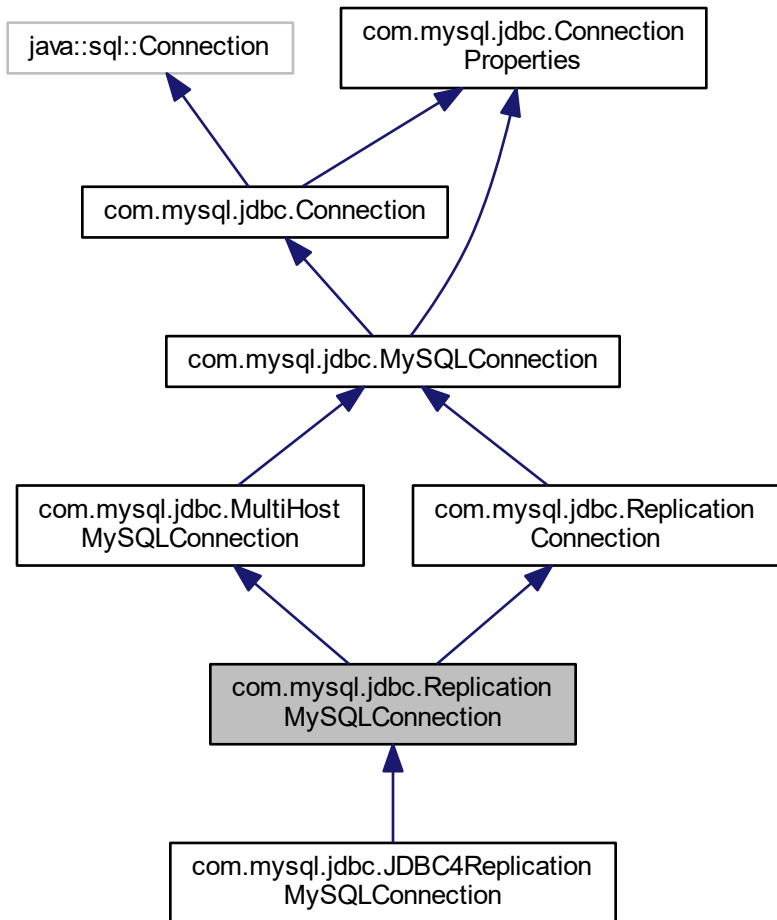 java::sql::Connection
com.mysql.jdbc.Connection
Properties
com.mysql.jdbc.Connection
com.mysql.jdbc.MySQLConnection
com.mysql.jdbc.MultiHost
MySQLConnection
com.mysql.jdbc.Replication
Connection
com.mysql.jdbc.Replication
MySQLConnection
com.mysql.jdbc.JDBC4Replication
MySQLConnection